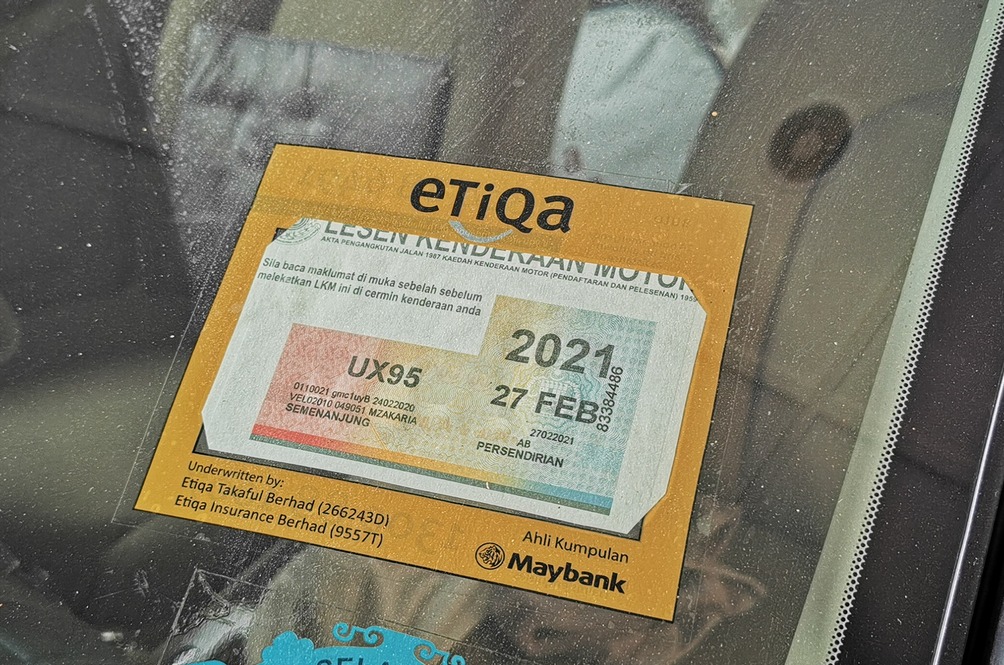 eTiQa
LESEN KENDERAAN MOTOR
AKTA PENGANGKUTAN JALAN 1987 KAEDAH KENDERAAN MOTOR (PENDAFTARAN DAN PELESENAN) 1959
Sila baca maklumat di muka sebelah sebelum
melekatkan LKM ini di cermin kenderaan anda
2021
UX95
27 FEB
83384486
0110021 gmc1uyB 24022020
VEL02010 049051 MZAKARIA
SEMENANJUNG
27022021
AB
PERSENDIRIAN
Underwritten by:
Etiqa Takaful Berhad (266243D)
Etiqa Insurance Berhad (9557T)
Ahli Kumpulan
Maybank